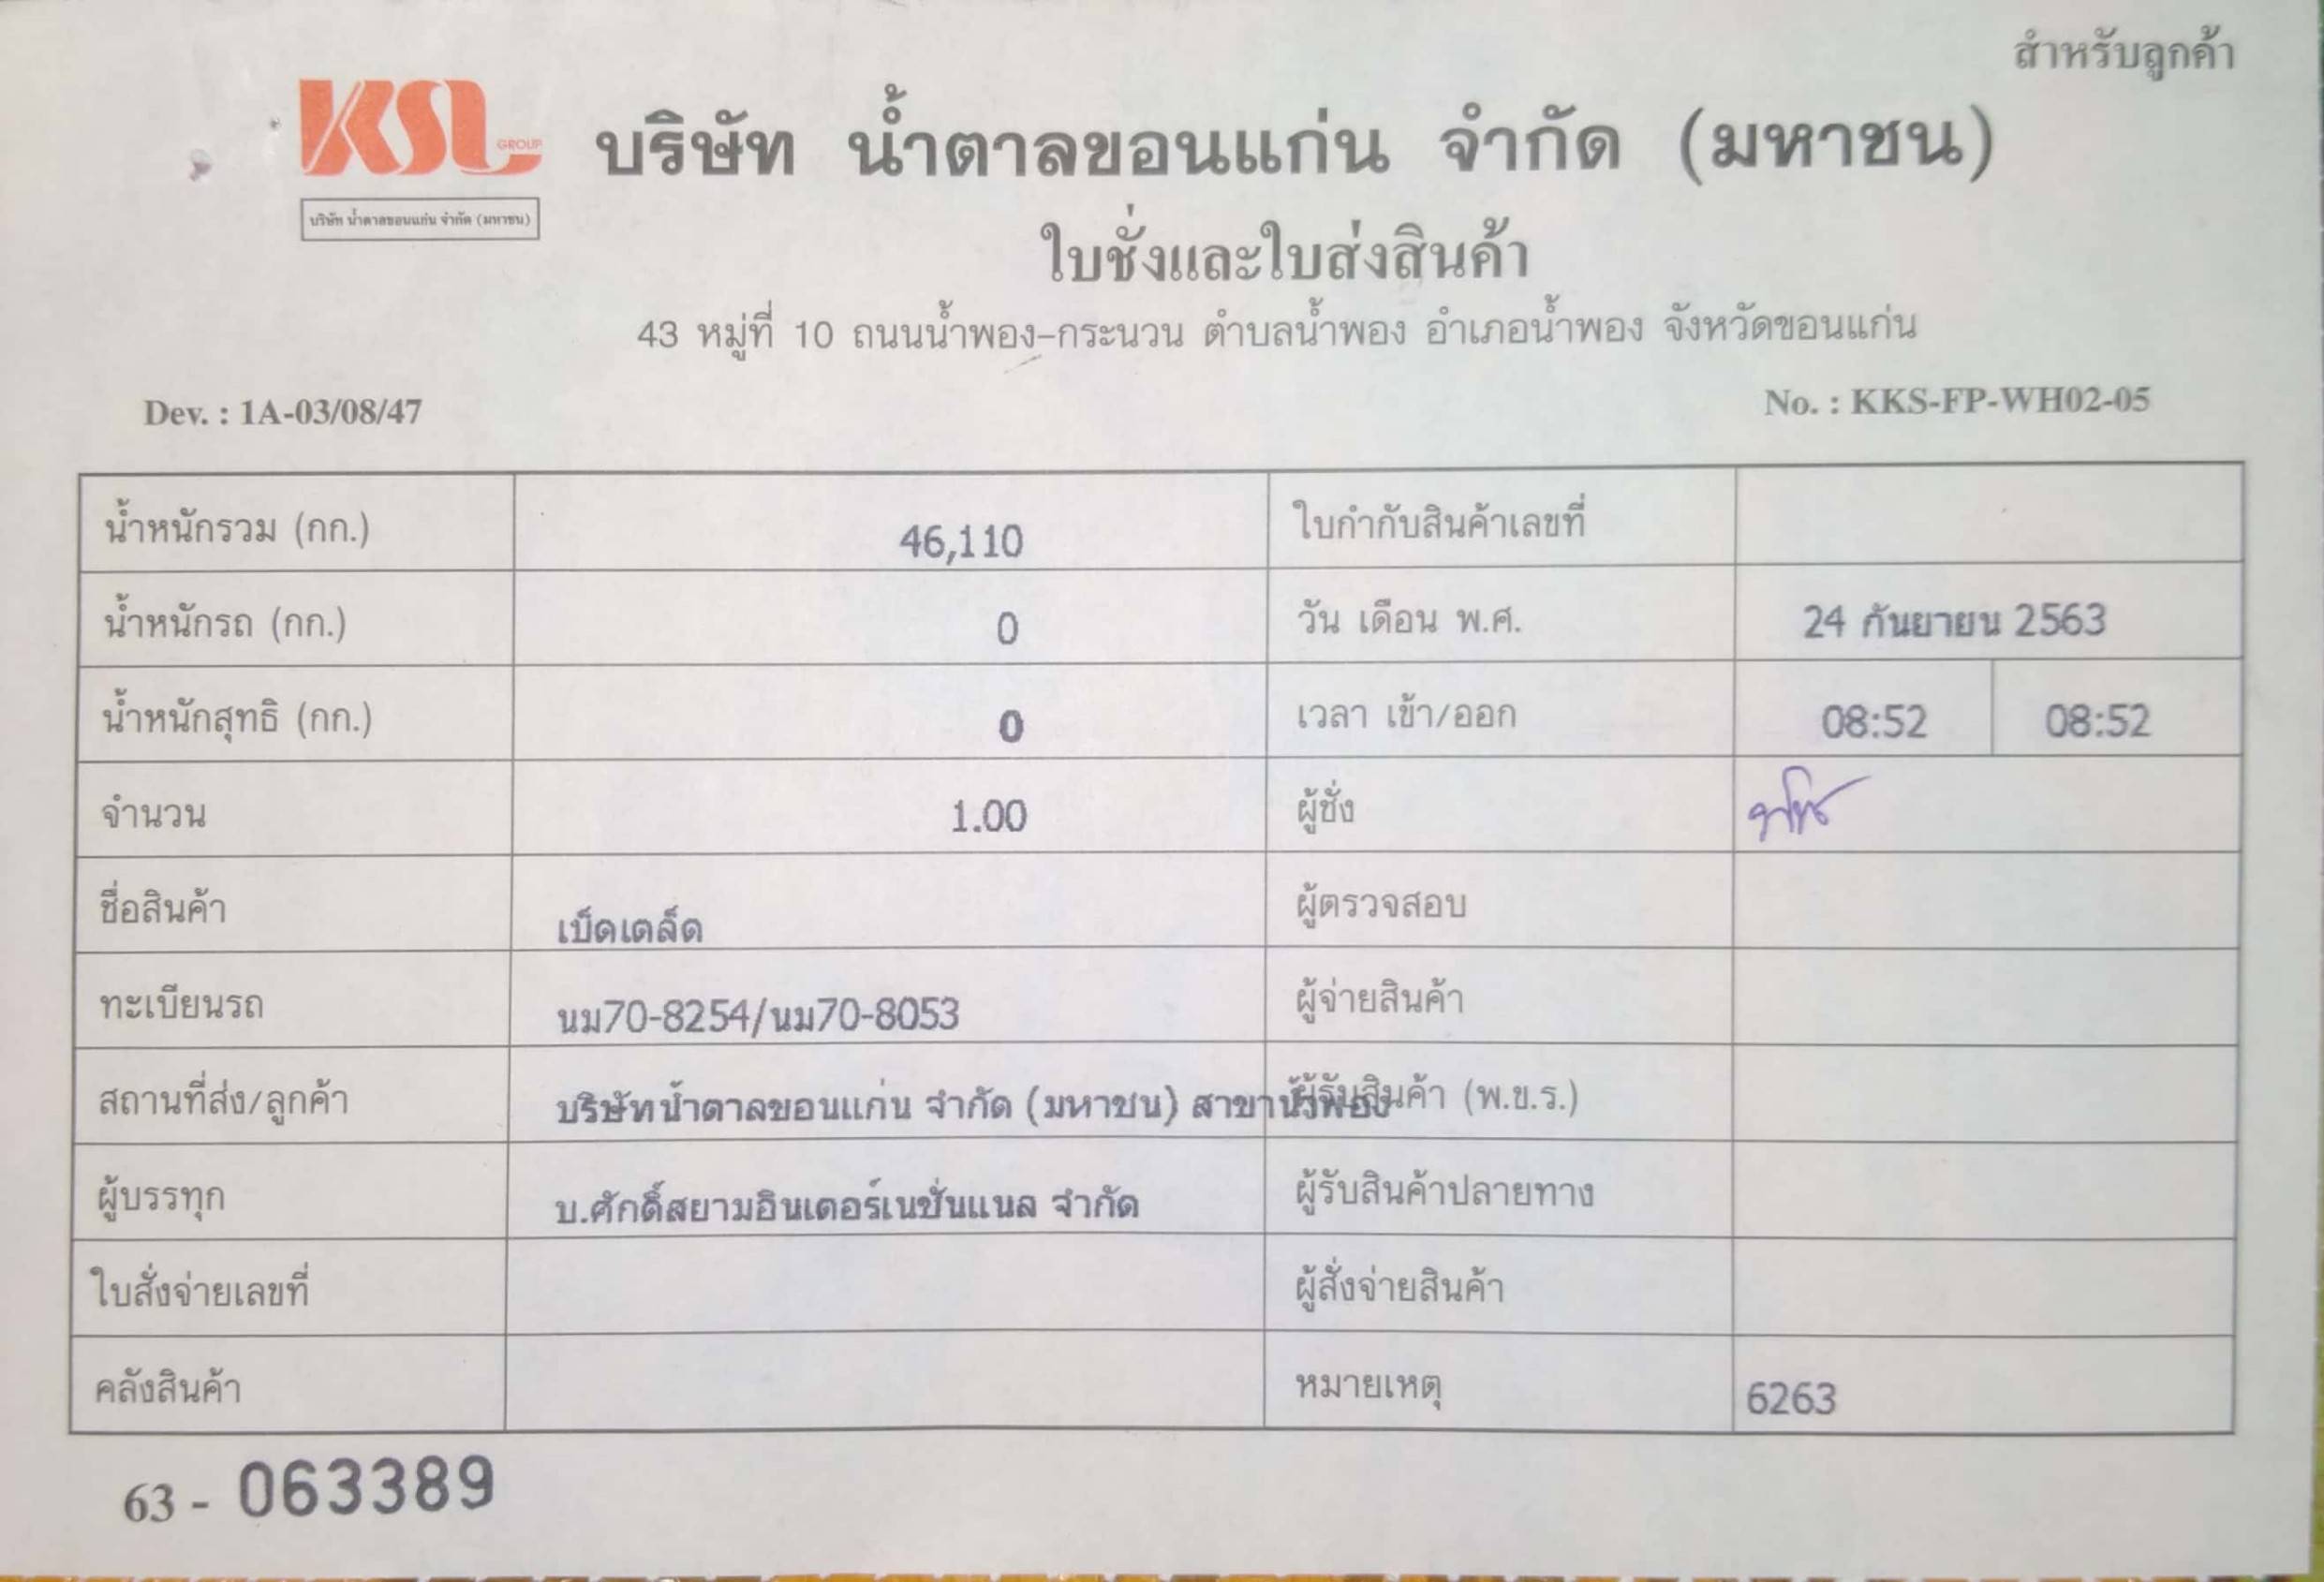 สำหรับลูกค้า
KSL GROUP
บริษัท น้ำตาลขอนแก่น จำกัด (มหาชน)
บริษัท น้ำตาลขอนแก่น จำกัด (มหาชน)
ใบชั่งและใบส่งสินค้า
43 หมู่ที่ 10 ถนนน้ำพอง-กระนวน ตำบลน้ำพอง อำเภอน้ำพอง จังหวัดขอนแก่น
Dev. : 1A-03/08/47 No. : KKS-FP-WH02-05
น้ำหนักรวม (กก.) 46,110 ใบกำกับสินค้าเลขที่
น้ำหนักรถ (กก.) 0 วัน เดือน พ.ศ. 24 กันยายน 2563
น้ำหนักสุทธิ (กก.) 0 เวลา เข้า/ออก 08:52 08:52
จำนวน 1.00 ผู้ชั่ง
ชื่อสินค้า เบ็ดเตล็ด ผู้ตรวจสอบ
ทะเบียนรถ นม70-8254/นม70-8053 ผู้จ่ายสินค้า
สถานที่ส่ง/ลูกค้า บริษัทน้ำตาลขอนแก่น จำกัด (มหาชน) สาขาน้ำพอง ผู้รับสินค้า (พ.ข.ร.)
ผู้บรรทุก บ.ศักดิ์สยามอินเตอร์เนชั่นแนล จำกัด ผู้รับสินค้าปลายทาง
ใบสั่งจ่ายเลขที่ ผู้สั่งจ่ายสินค้า
คลังสินค้า หมายเหตุ 6263
63 - 063389